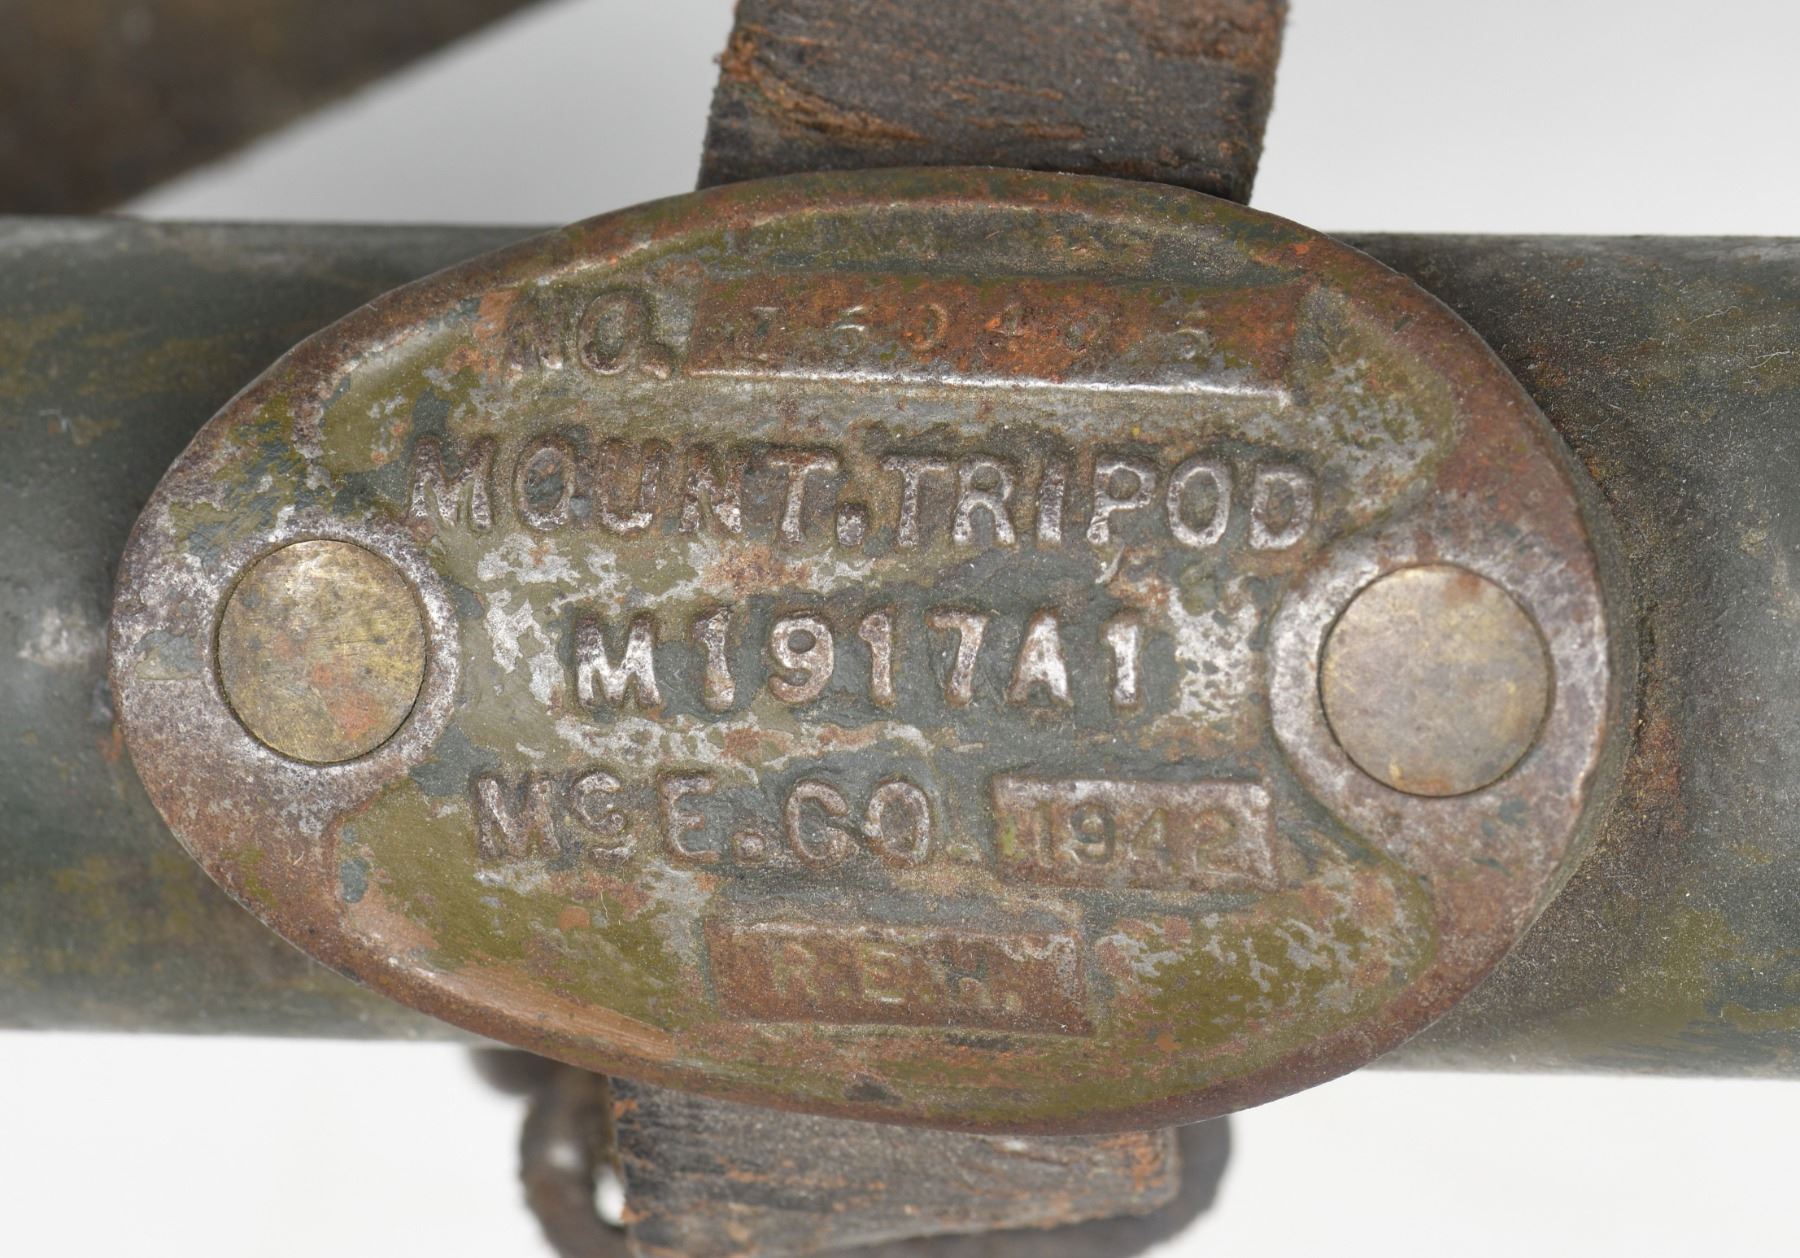 NO.
MOUNT.TRIPOD
M1917A1
McE.CO. 1942
R.E.H.